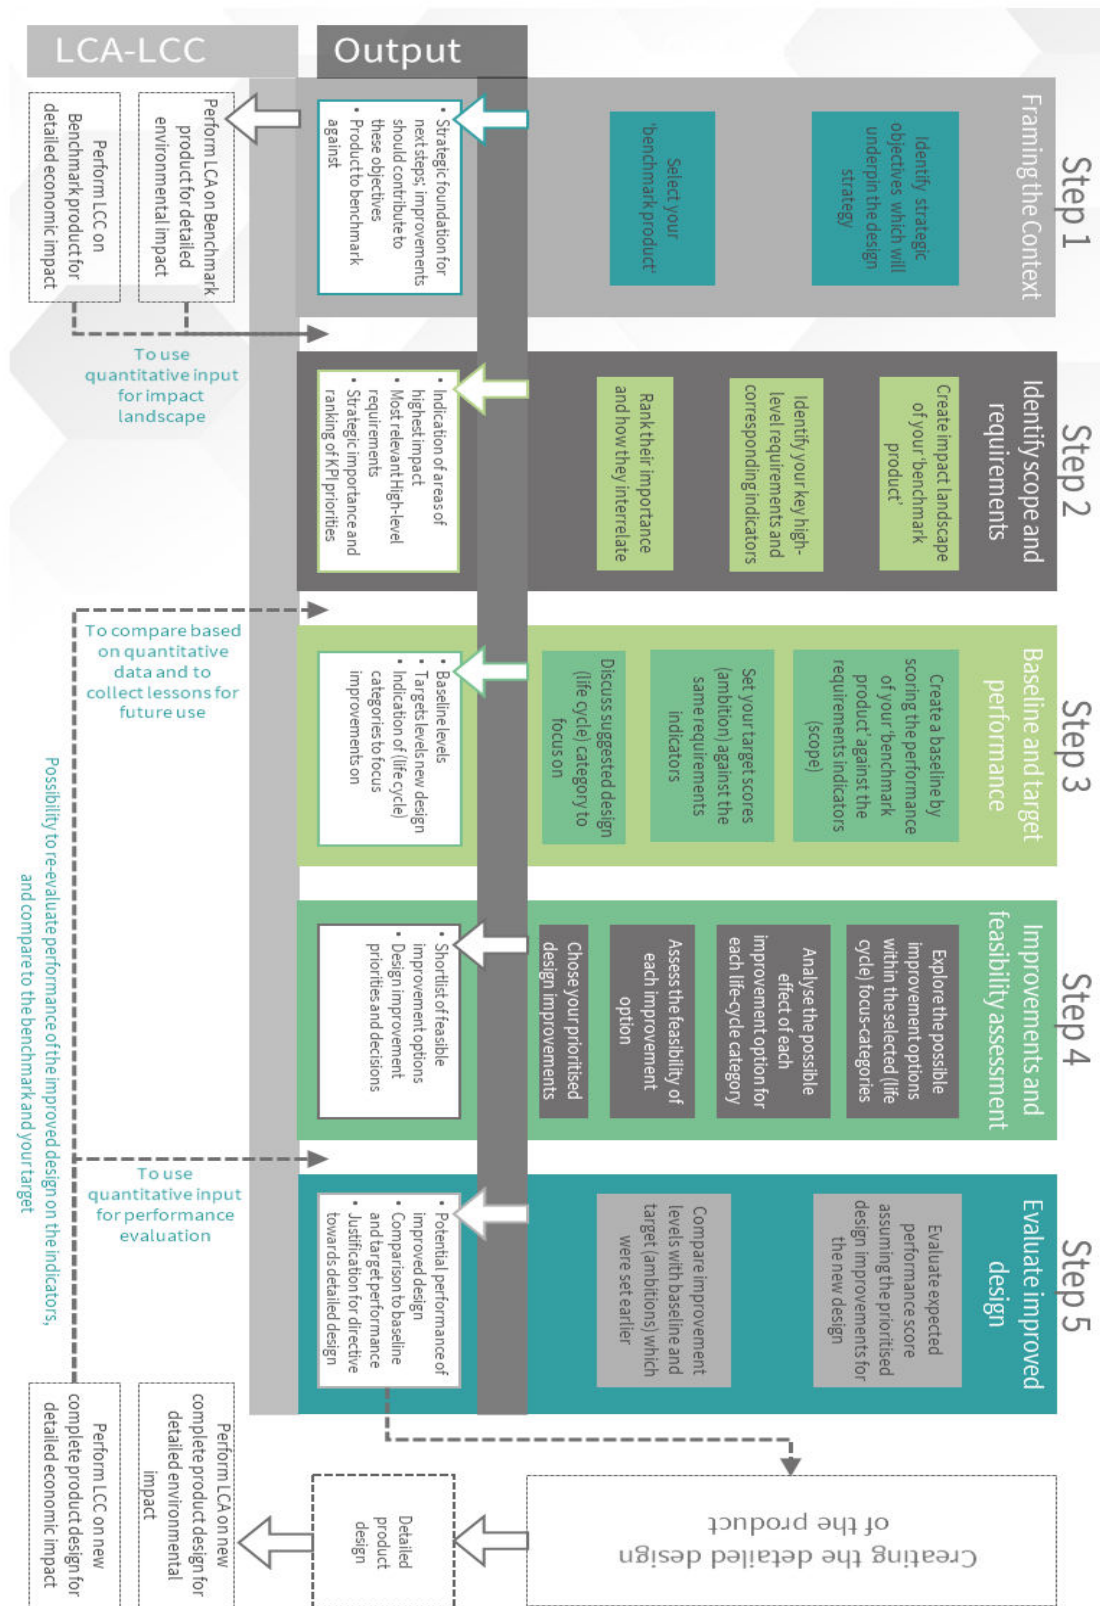 Step 1
Framing the Context
Identify strategic
objectives which will
underpin the design
strategy
Select your
'benchmark product'
Step 2
Identify scope and
requirements
Create impact landscape
of your 'benchmark
product'
Identify your key high-
level requirements and
corresponding indicators
Rank their importance
and how they interrelate
Step 3
Baseline and target
performance
Create a baseline by
scoring the performance
of your 'benchmark
product' against the
requirements indicators
(scope)
Set your target scores
(ambition) against the
same requirements
indicators
Discuss suggested design
(life cycle) category to
focus on
Step 4
Improvements and
feasibility assessment
Explore the possible
improvement options
within the selected (life
cycle) focus-categories
Analyse the possible
effect of each
improvement option for
each life-cycle category
Assess the feasibility of
each improvement
option
Chose your prioritised
design improvements
Step 5
Evaluate improved
design
Evaluate expected
performance score
assuming the prioritised
design improvements for
the new design
Compare improvement
levels with baseline and
target (ambitions) which
were set earlier
Creating the detailed design
of the product
Output
• Strategic foundation for
next steps; improvements
should contribute to
these objectives
• Product to benchmark
against
• Indication of areas of
highest impact
• Most relevant High-level
requirements
• Strategic importance and
ranking of KPI priorities
• Baseline levels
• Targets levels new design
• Indication of (life cycle)
categories to focus
improvements on
• Shortlist of feasible
improvement options
• Design improvement
priorities and decisions
• Potential performance of
improved design
• Comparison to baseline
and target performance
• Justification for directive
towards detailed design
Detailed
product
design
LCA-LCC
Perform LCA on Benchmark
product for detailed
environmental impact
Perform LCC on
Benchmark product for
detailed economic impact
To use
quantitative input
for impact
landscape
To compare based
on quantitative
data and to
collect lessons for
future use
To use
quantitative input
for performance
evaluation
Possibility to re-evaluate performance of the improved design on the indicators,
and compare to the benchmark and your target
Perform LCA on new
complete product design for
detailed environmental
impact
Perform LCC on new
complete product design for
detailed economic impact